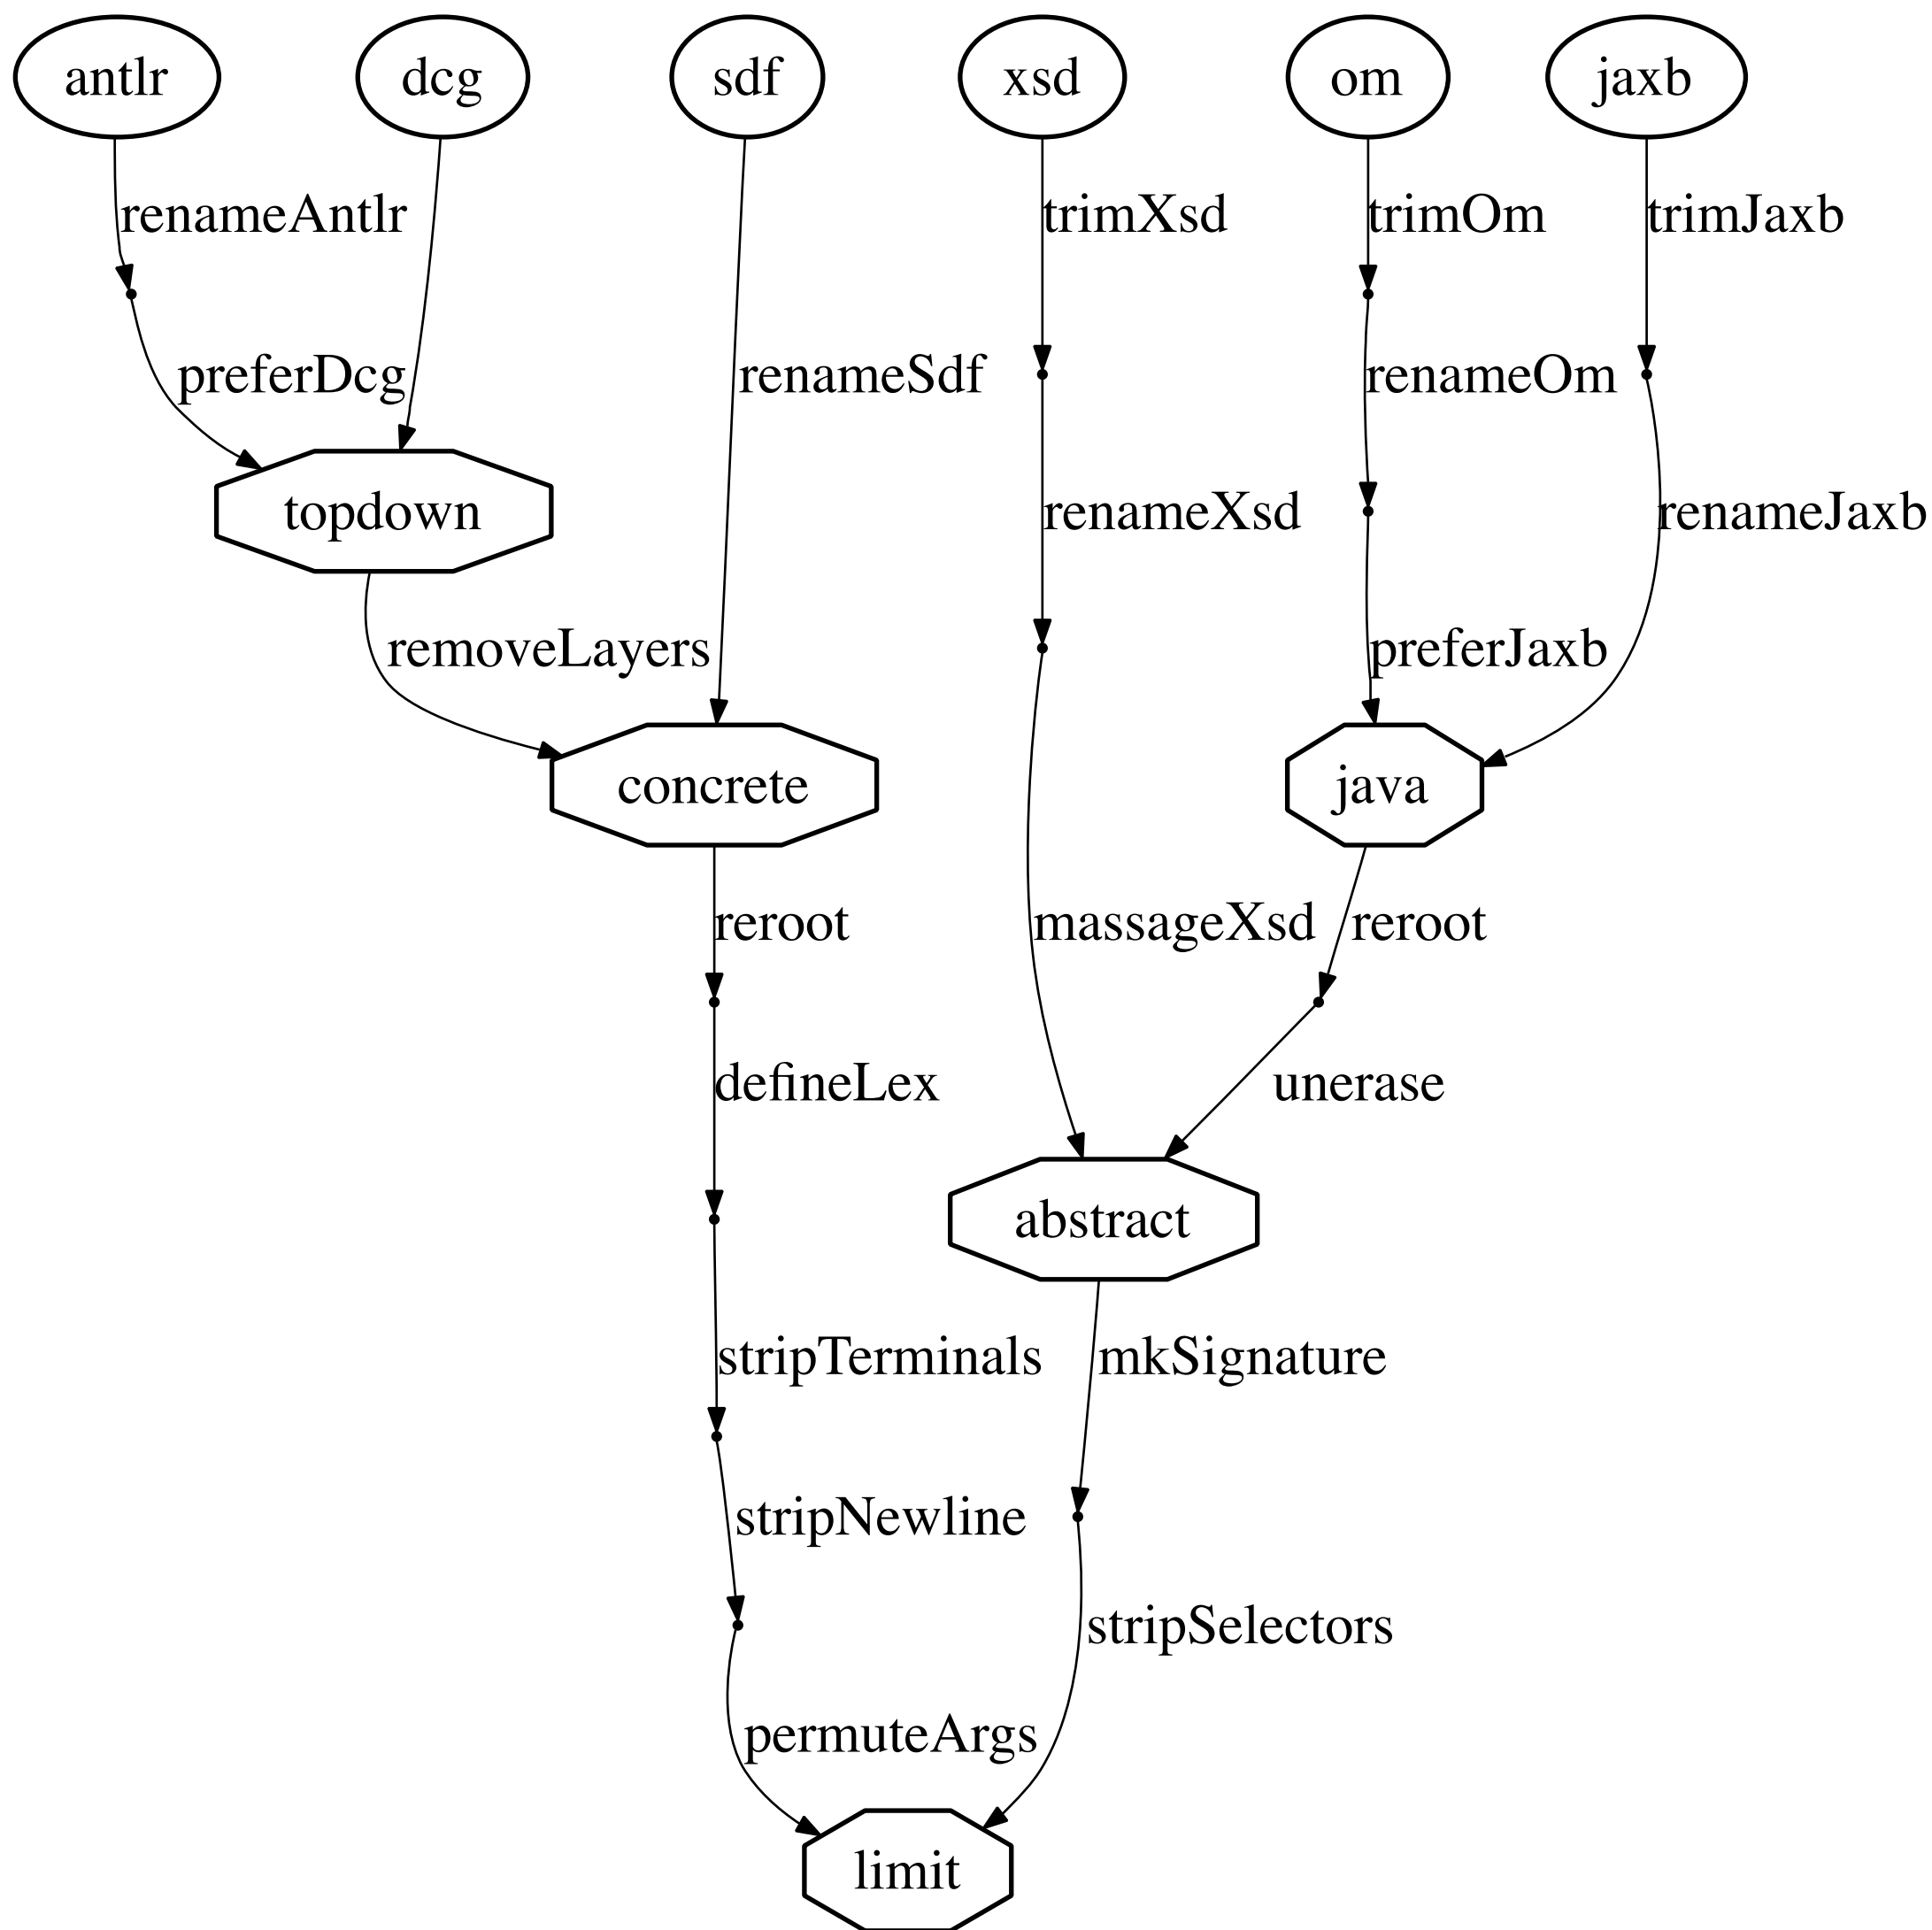 antlr dcg sdf xsd om jaxb
renameAntlr trimXsd trimOm trimJaxb
preferDcg renameSdf renameOm
topdown renameXsd renameJaxb
removeLayers preferJaxb
concrete java
reroot massageXsd reroot
defineLex unerase
abstract
stripTerminals mkSignature
stripNewline
stripSelectors
permuteArgs
limit